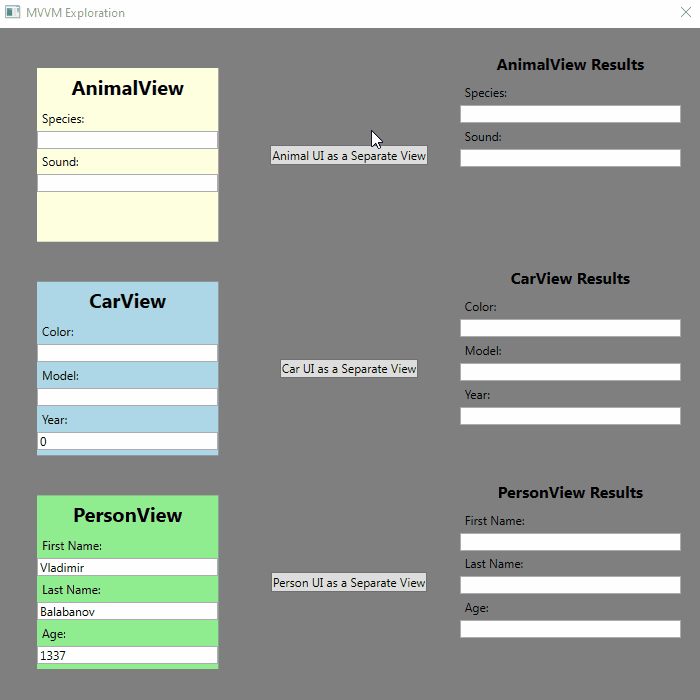 MVVM Exploration
AnimalView
Species:
Sound:
Animal UI as a Separate View
AnimalView Results
Species:
Sound:
CarView
Color:
Model:
Year:
0
Car UI as a Separate View
CarView Results
Color:
Model:
Year:
PersonView
First Name:
Vladimir
Last Name:
Balabanov
Age:
1337
Person UI as a Separate View
PersonView Results
First Name:
Last Name:
Age: